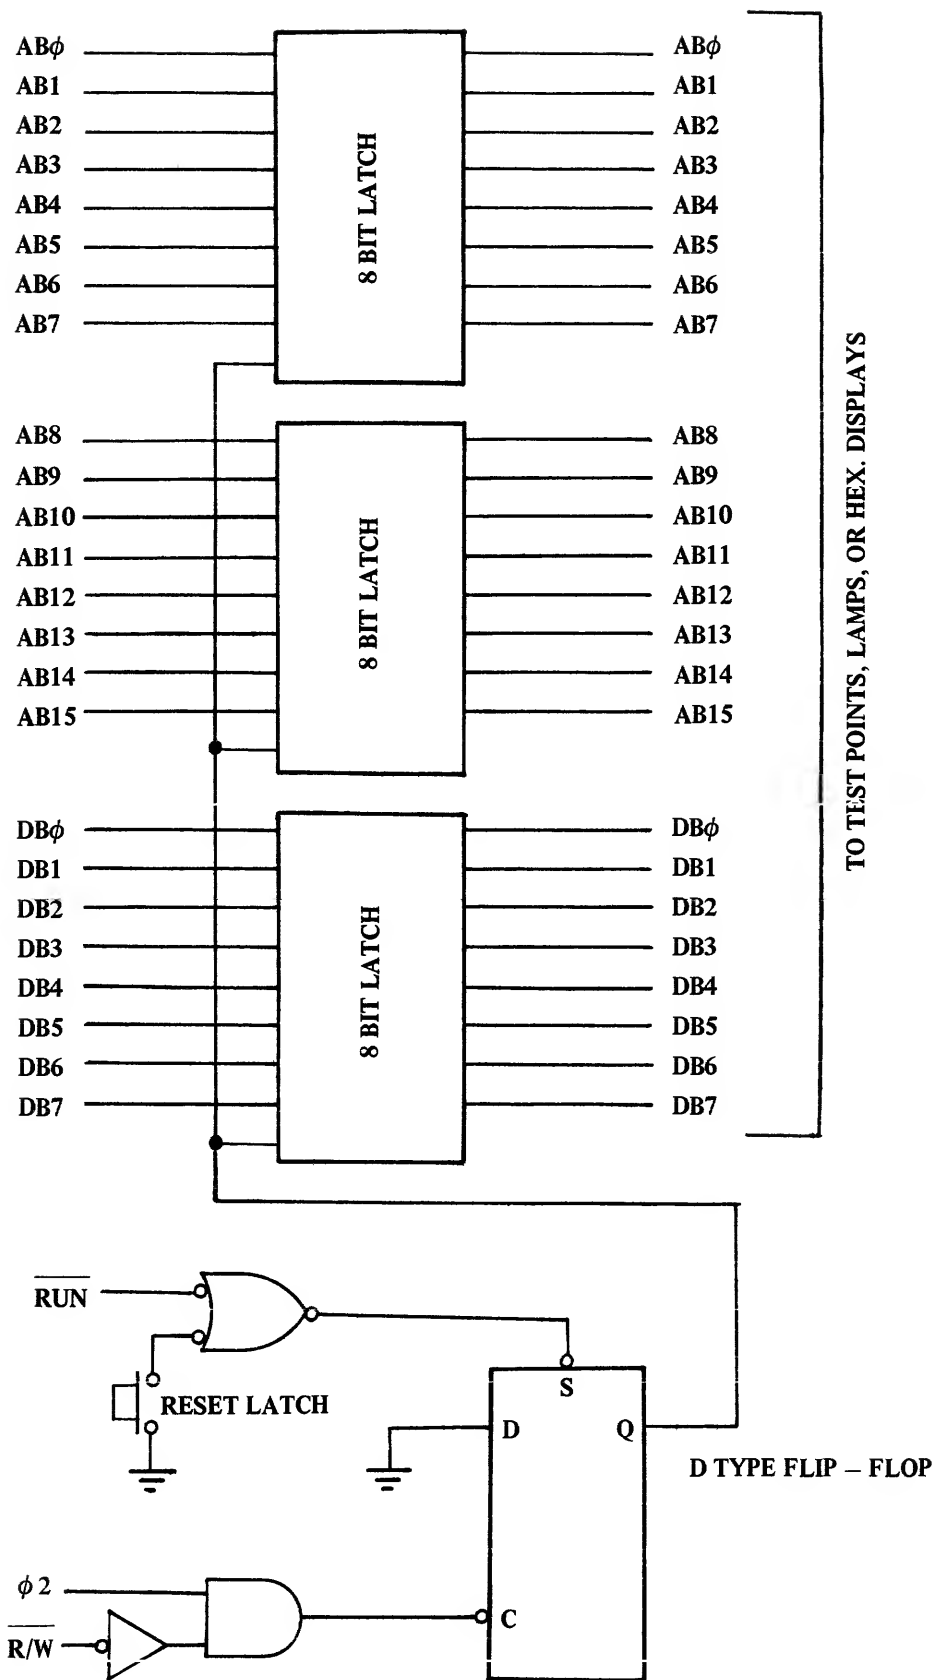 ABϕ ABϕ
AB1 AB1
AB2 AB2
AB3 AB3
AB4 AB4
AB5 AB5
AB6 AB6
AB7 AB7
8 BIT LATCH
AB8 AB8
AB9 AB9
AB10 AB10
AB11 AB11
AB12 AB12
AB13 AB13
AB14 AB14
AB15 AB15
8 BIT LATCH
DBϕ DBϕ
DB1 DB1
DB2 DB2
DB3 DB3
DB4 DB4
DB5 DB5
DB6 DB6
DB7 DB7
8 BIT LATCH
TO TEST POINTS, LAMPS, OR HEX. DISPLAYS
RUN
RESET LATCH
S
D Q
D TYPE FLIP – FLOP
ϕ 2
C
R/W